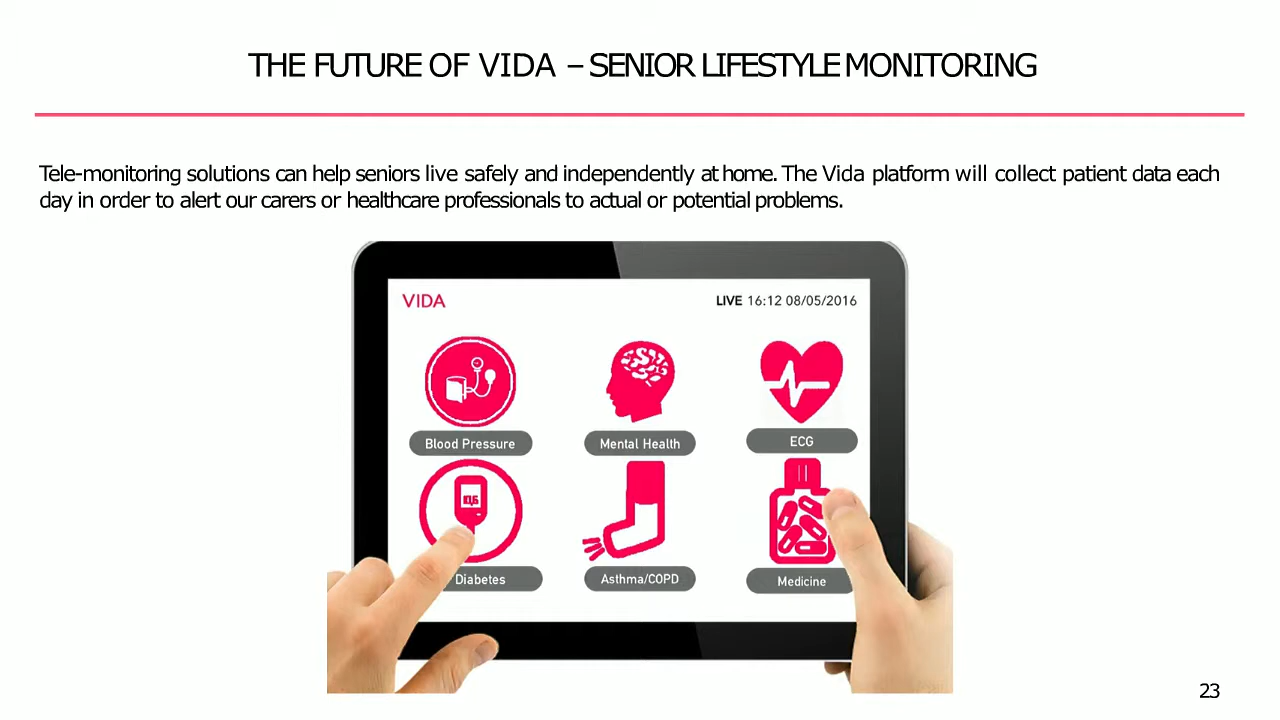 THE FUTURE OF VIDA – SENIOR LIFESTYLE MONITORING
Tele-monitoring solutions can help seniors live safely and independently at home. The Vida platform will collect patient data each
day in order to alert our carers or healthcare professionals to actual or potential problems.
VIDA
LIVE 16:12 08/05/2016
Blood Pressure
Mental Health
ECG
Diabetes
Asthma/COPD
Medicine
23